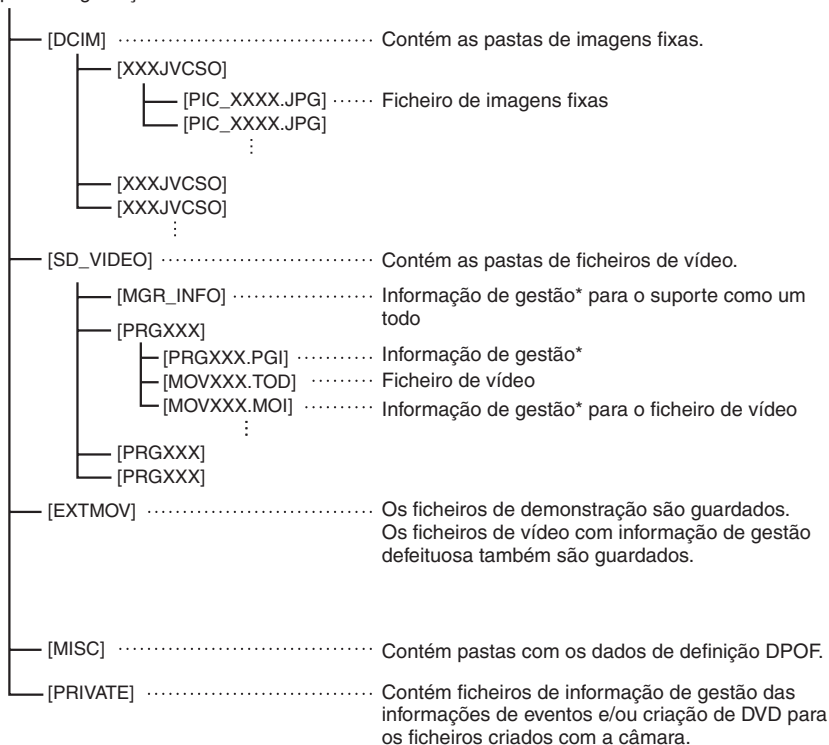 [DCIM] Contém as pastas de imagens fixas.
[XXXJVCSO]
[PIC_XXXX.JPG] Ficheiro de imagens fixas
[PIC_XXXX.JPG]
[XXXJVCSO]
[XXXJVCSO]
[SD_VIDEO] Contém as pastas de ficheiros de vídeo.
[MGR_INFO] Informação de gestão* para o suporte como um
todo
[PRGXXX]
[PRGXXX.PGI] Informação de gestão*
[MOVXXX.TOD] Ficheiro de vídeo
[MOVXXX.MOI] Informação de gestão* para o ficheiro de vídeo
[PRGXXX]
[PRGXXX]
[EXTMOV] Os ficheiros de demonstração são guardados.
Os ficheiros de vídeo com informação de gestão
defeituosa também são guardados.
[MISC] Contém pastas com os dados de definição DPOF.
[PRIVATE] Contém ficheiros de informação de gestão das
informações de eventos e/ou criação de DVD para
os ficheiros criados com a câmara.